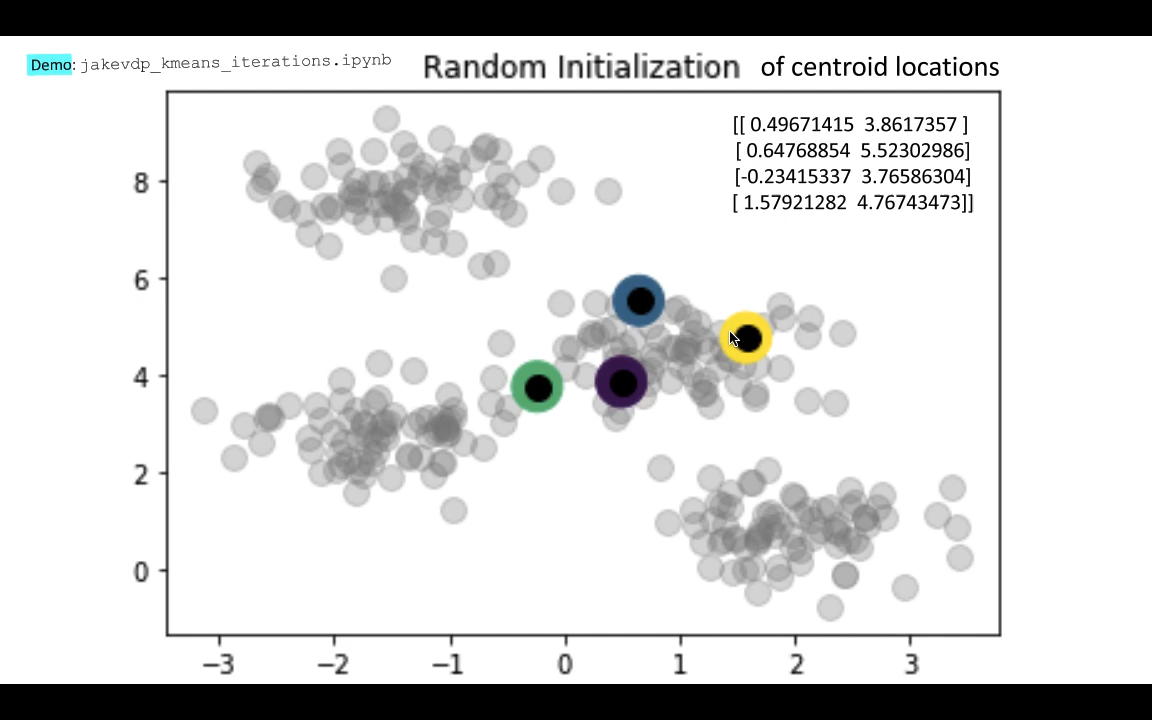 Demo: jakevdp_kmeans_iterations.ipynb
Random Initialization of centroid locations
[[ 0.49671415 3.8617357 ]
[ 0.64768854 5.52302986]
[-0.23415337 3.76586304]
[ 1.57921282 4.76743473]]
8
6
4
2
0
−3 −2 −1 0 1 2 3